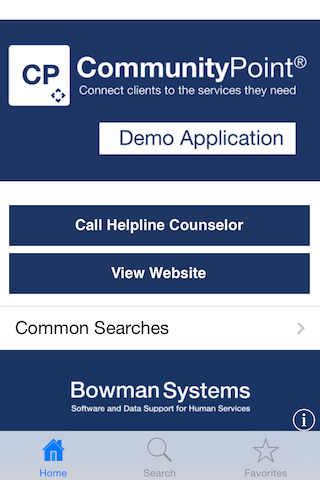 CP
CommunityPoint®
Connect clients to the services they need
Demo Application
Call Helpline Counselor
View Website
Common Searches
Bowman Systems
Software and Data Support for Human Services
i
Home
Search
Favorites